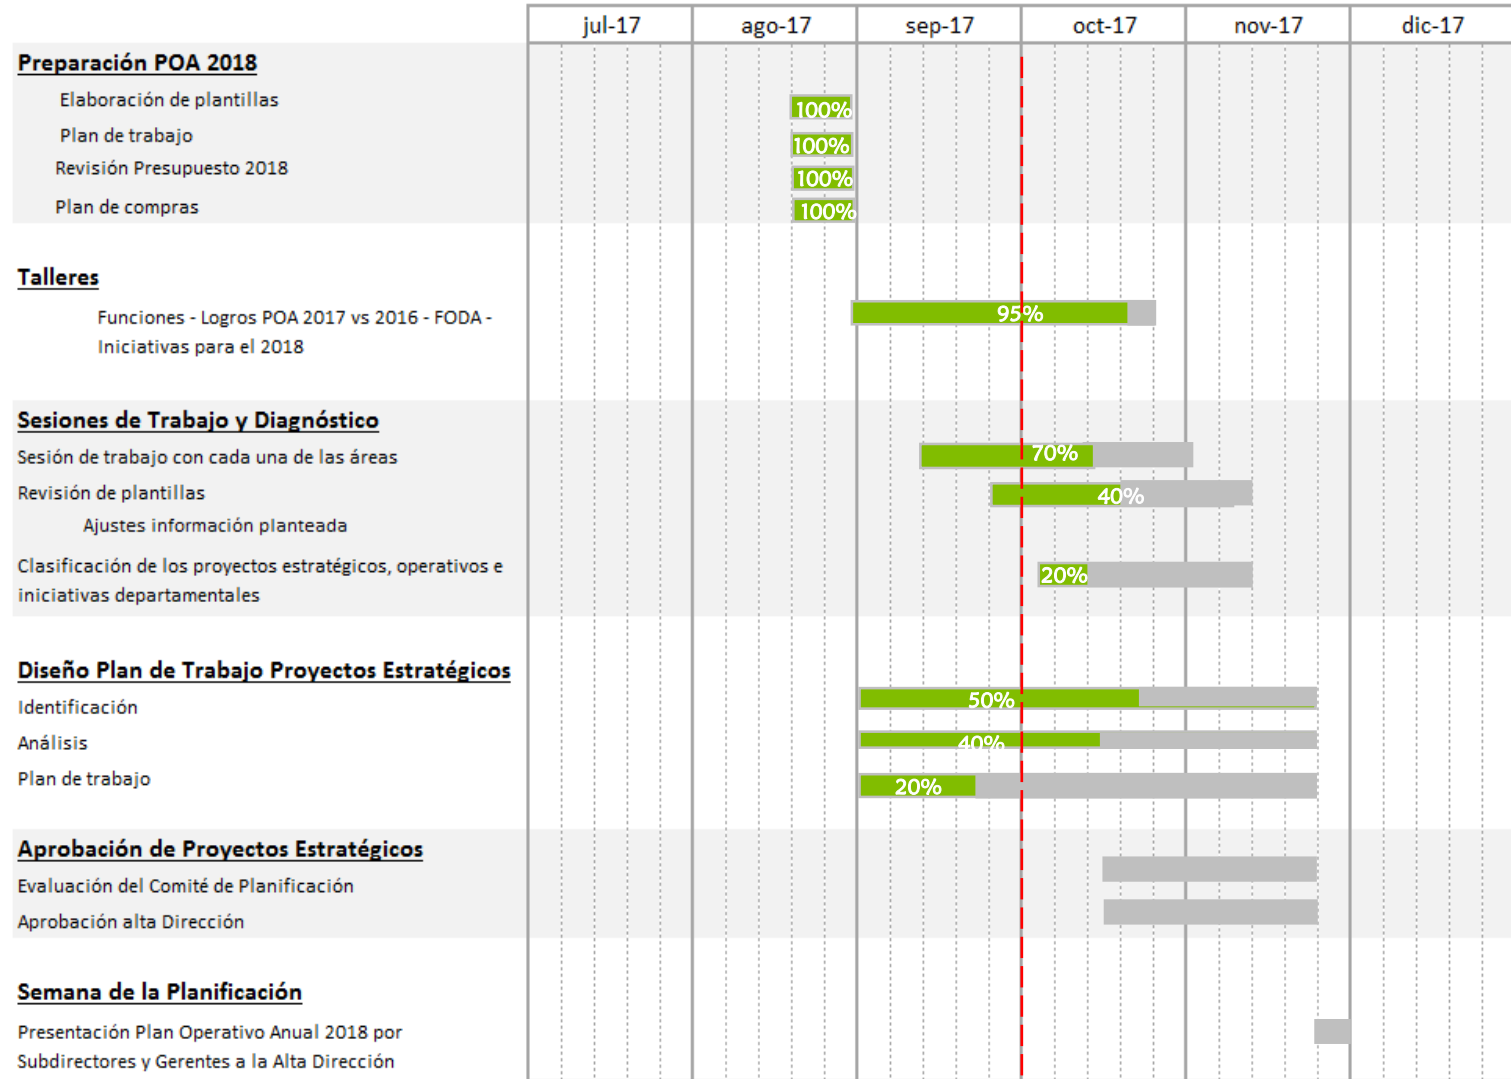 jul-17 ago-17 sep-17 oct-17 nov-17 dic-17
Preparación POA 2018
Elaboración de plantillas 100%
Plan de trabajo 100%
Revisión Presupuesto 2018 100%
Plan de compras 100%
Talleres
Funciones - Logros POA 2017 vs 2016 - FODA - 95%
Iniciativas para el 2018
Sesiones de Trabajo y Diagnóstico
Sesión de trabajo con cada una de las áreas 70%
Revisión de plantillas 40%
Ajustes información planteada
Clasificación de los proyectos estratégicos, operativos e 20%
iniciativas departamentales
Diseño Plan de Trabajo Proyectos Estratégicos
Identificación 50%
Análisis 40%
Plan de trabajo 20%
Aprobación de Proyectos Estratégicos
Evaluación del Comité de Planificación
Aprobación alta Dirección
Semana de la Planificación
Presentación Plan Operativo Anual 2018 por
Subdirectores y Gerentes a la Alta Dirección